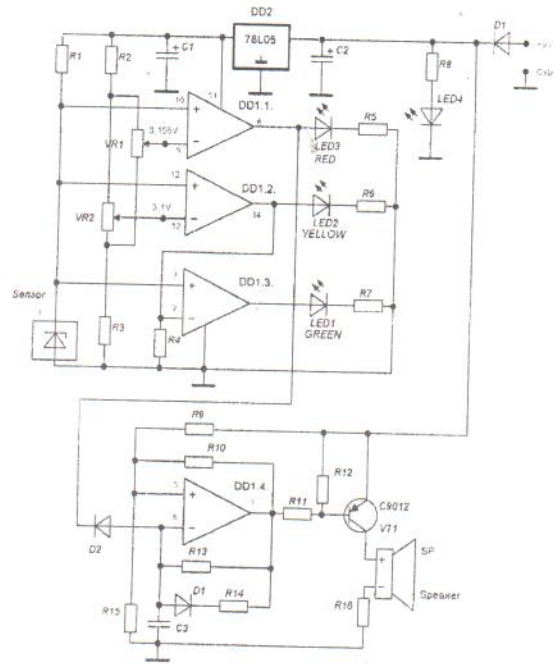 DD2
D1
78L05
R1
R2
C1
C2
R8
LED4
10
11
DD1.1.
R5
VR1
3,156V
9
LED3
RED
12
DD1.2.
R6
VR2
3,1V
13
14
LED2
YELLOW
DD1.3.
R7
Sensor
R3
R4
LED1
GREEN
R9
R10
R12
DD1.4.
R11
C9012
VT1
D2
R13
SP
D1
R14
Speaker
R15
C3
R16